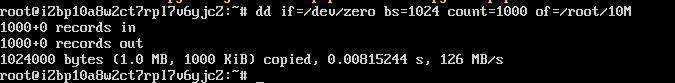 root@iZbp10a8w2ct7rpl7v6yjcZ:~# dd if=/dev/zero bs=1024 count=1000 of=/root/10M
1000+0 records in
1000+0 records out
1024000 bytes (1.0 MB, 1000 KiB) copied, 0.00815244 s, 126 MB/s
root@iZbp10a8w2ct7rpl7v6yjcZ:~# _